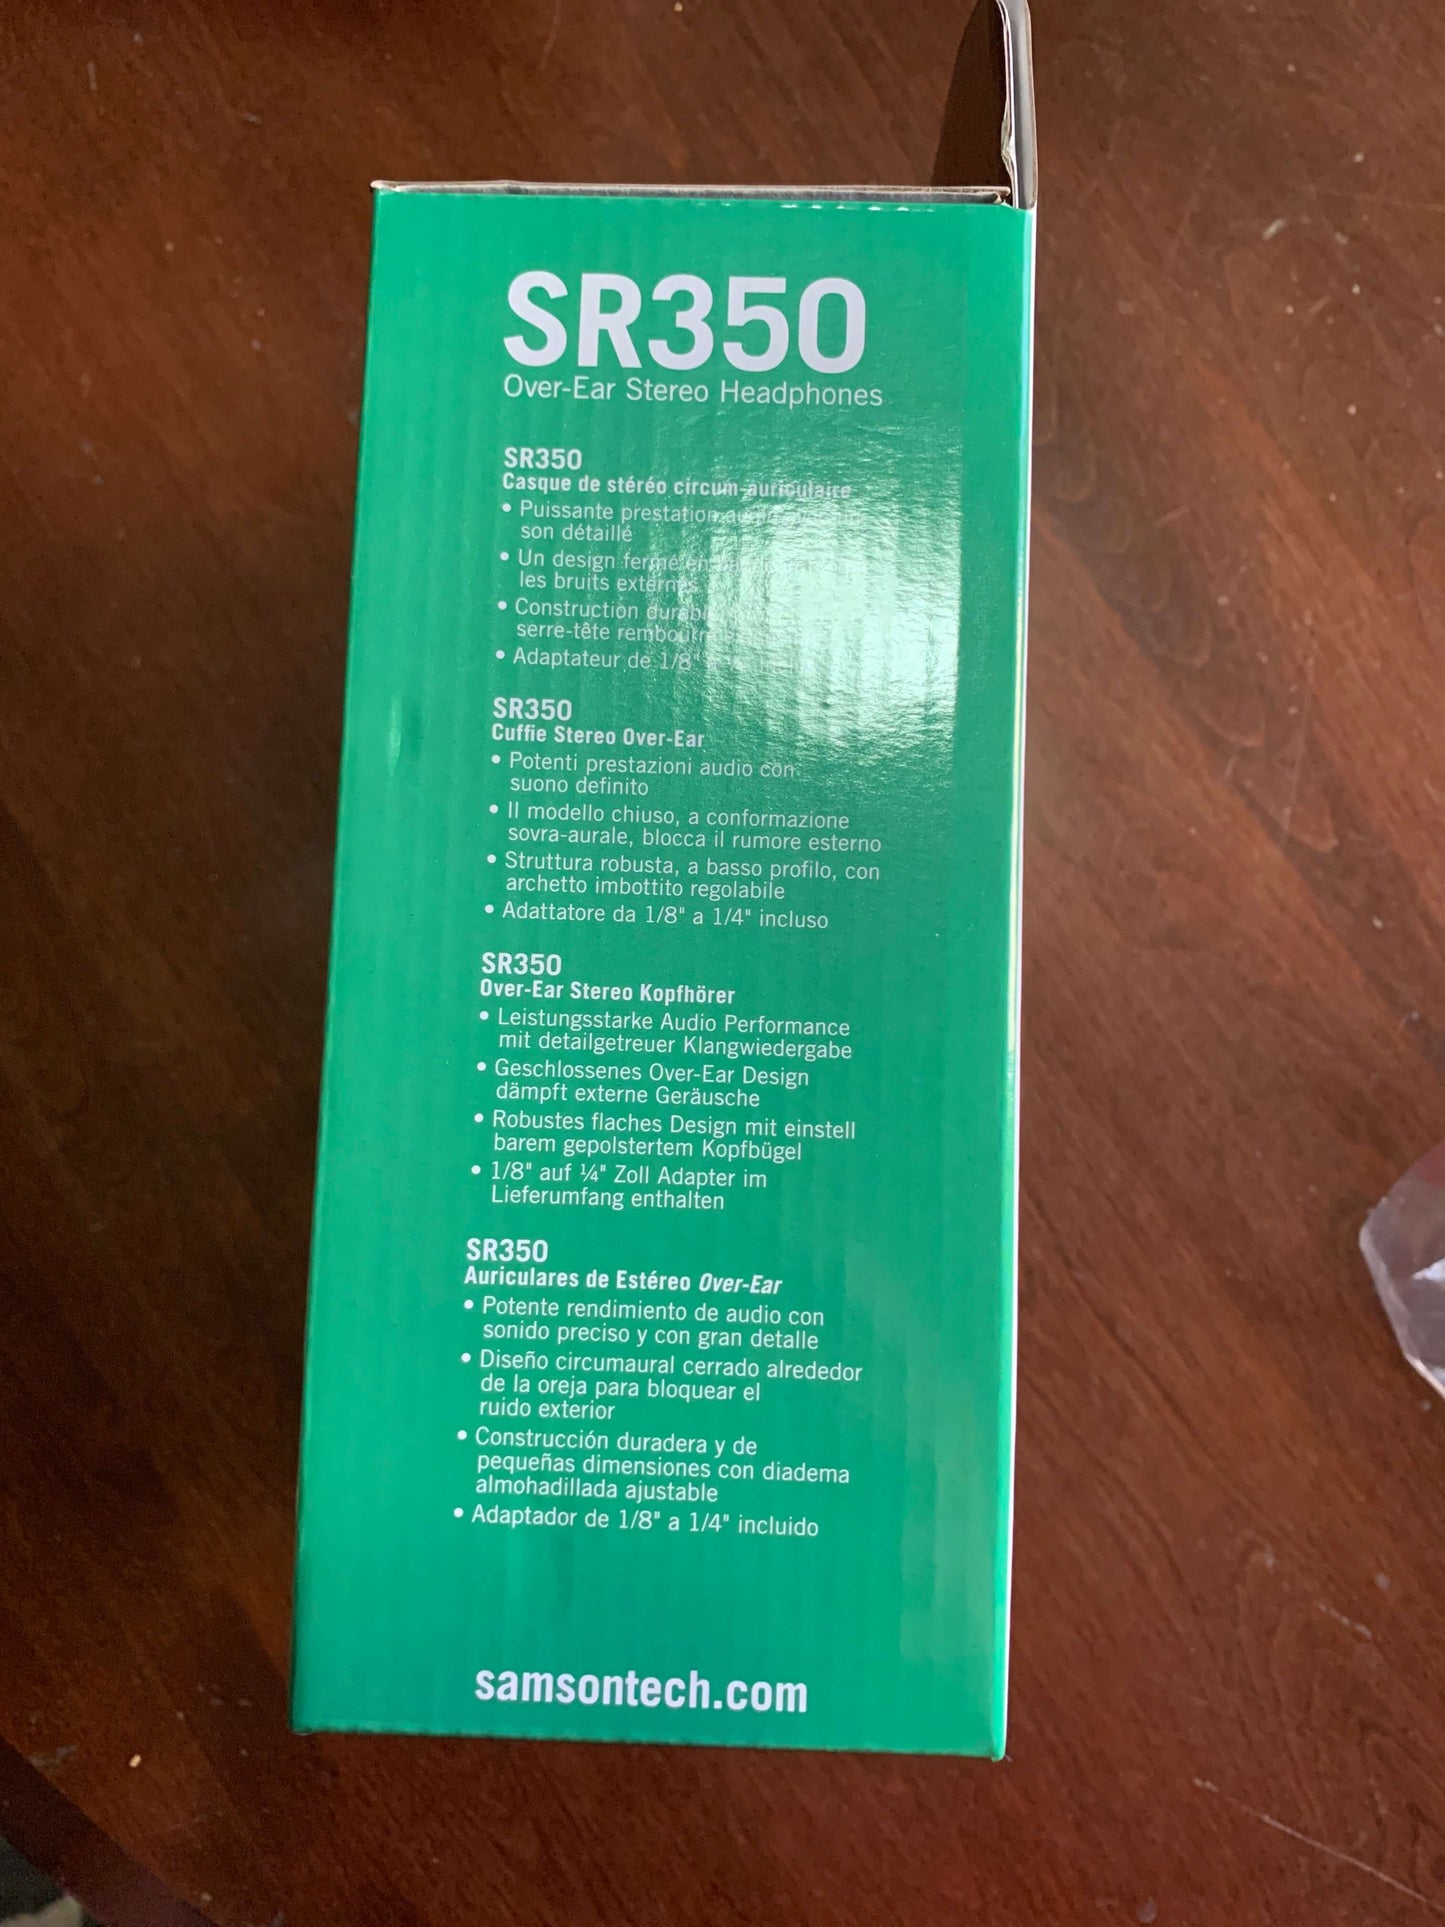 SR350
Over-Ear Stereo Headphones
SR350
Casque de stéréo circum-auriculaire
• Puissante prestation
son détaillé
• Un design fermé
les bruits externes
• Construction durable
serre-tête
• Adaptateur de 1/8"
SR350
Cuffie Stereo Over-Ear
• Potenti prestazioni audio con
suono definito
• Il modello chiuso, a conformazione
sovra-aurale, blocca il rumore esterno
• Struttura robusta, a basso profilo, con
archetto imbottito regolabile
• Adattatore da 1/8" a 1/4" incluso
SR350
Over-Ear Stereo Kopfhörer
• Leistungsstarke Audio Performance
mit detailgetreuer Klangwiedergabe
• Geschlossenes Over-Ear Design
dämpft externe Geräusche
• Robustes flaches Design mit einstell
barem gepolstertem Kopfbügel
• 1/8" auf ¼" Zoll Adapter im
Lieferumfang enthalten
SR350
Auriculares de Estéreo Over-Ear
• Potente rendimiento de audio con
sonido preciso y con gran detalle
• Diseño circumaural cerrado alrededor
de la oreja para bloquear el
ruido exterior
• Construcción duradera y de
pequeñas dimensiones con diadema
almohadillada ajustable
• Adaptador de 1/8" a 1/4" incluido
samsontech.com